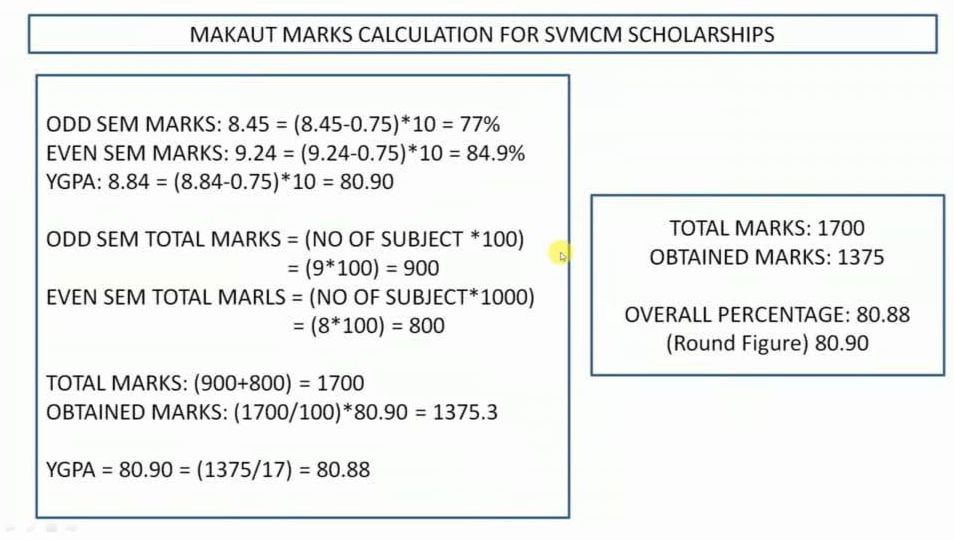 MAKAUT MARKS CALCULATION FOR SVMCM SCHOLARSHIPS
ODD SEM MARKS: 8.45 = (8.45-0.75)*10 = 77%
EVEN SEM MARKS: 9.24 = (9.24-0.75)*10 = 84.9%
YGPA: 8.84 = (8.84-0.75)*10 = 80.90
ODD SEM TOTAL MARKS = (NO OF SUBJECT *100)
= (9*100) = 900
EVEN SEM TOTAL MARLS = (NO OF SUBJECT*1000)
= (8*100) = 800
TOTAL MARKS: (900+800) = 1700
OBTAINED MARKS: (1700/100)*80.90 = 1375.3
YGPA = 80.90 = (1375/17) = 80.88
TOTAL MARKS: 1700
OBTAINED MARKS: 1375
OVERALL PERCENTAGE: 80.88
(Round Figure) 80.90